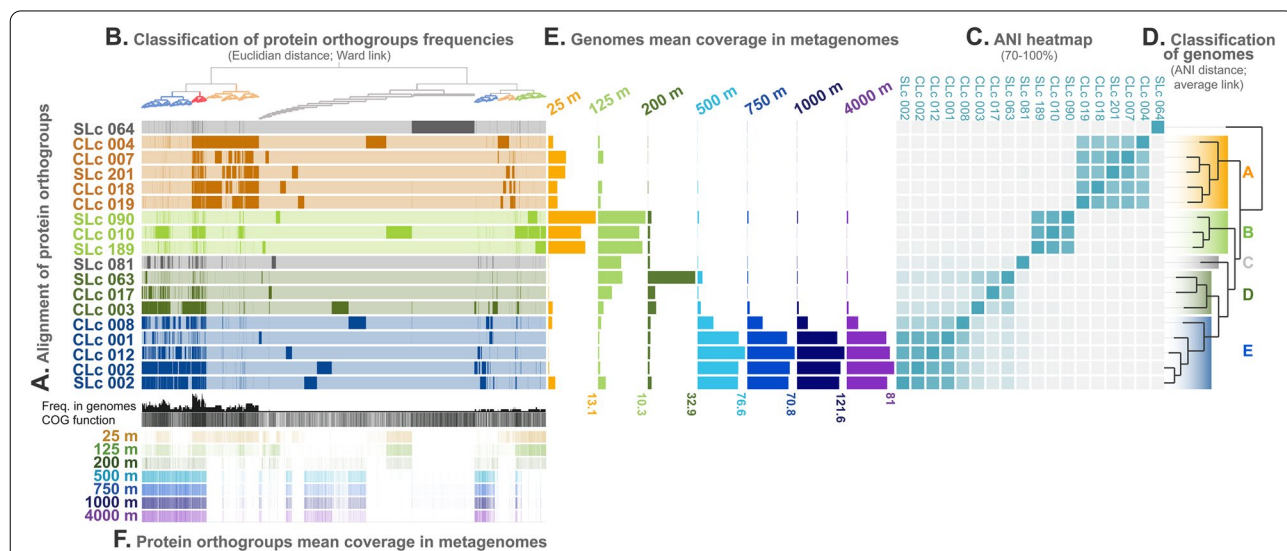 B. Classification of protein orthogroups frequencies
(Euclidian distance; Ward link)
E. Genomes mean coverage in metagenomes
C. ANI heatmap
(70-100%)
D. Classification
of genomes
(ANI distance;
average link)
25 m
125 m
200 m
500 m
750 m
1000 m
4000 m
SLc 002
CLc 002
CLc 012
CLc 001
CLc 008
CLc 003
CLc 017
SLc 063
SLc 081
SLc 189
CLc 010
SLc 090
CLc 019
CLc 018
SLc 201
CLc 007
CLc 004
SLc 064
A. Alignment of protein orthogroups
SLc 064
CLc 004
CLc 007
SLc 201
CLc 018
CLc 019
SLc 090
CLc 010
SLc 189
SLc 081
SLc 063
CLc 017
CLc 003
CLc 008
CLc 001
CLc 012
CLc 002
SLc 002
A
B
C
D
E
13.1
10.3
32.9
76.6
70.8
121.6
81
Freq. in genomes
COG function
25 m
125 m
200 m
500 m
750 m
1000 m
4000 m
F. Protein orthogroups mean coverage in metagenomes